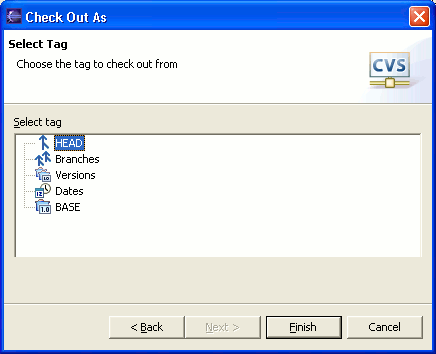 Check Out As
Select Tag
Choose the tag to check out from
CVS
Select tag
HEAD
Branches
Versions
Dates
BASE
< Back
Next >
Finish
Cancel